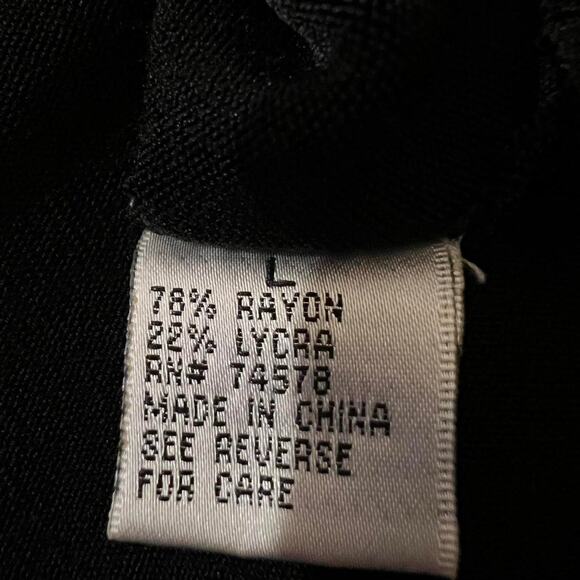 L
78% RAYON
22% LYCRA
RN# 74578
MADE IN CHINA
SEE REVERSE
FOR CARE